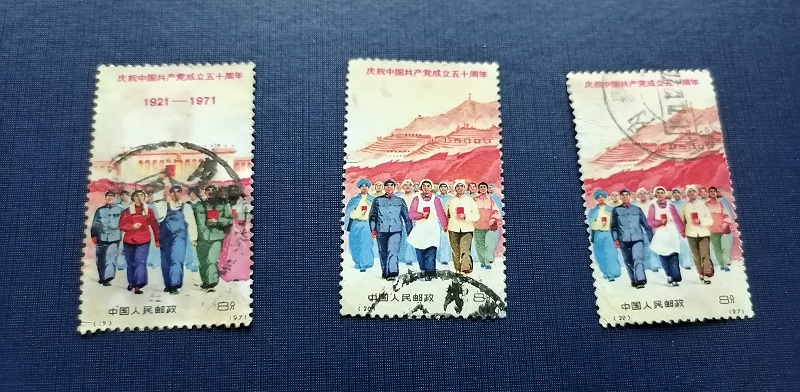 庆祝中国共产党成立五十周年
1921—1971
中国人民邮政
8分
(19)
1971
庆祝中国共产党成立五十周年
中国人民邮政
8分
(20)
庆祝中国共产党成立五十周年
中国人民邮政
8分
(20)
1971